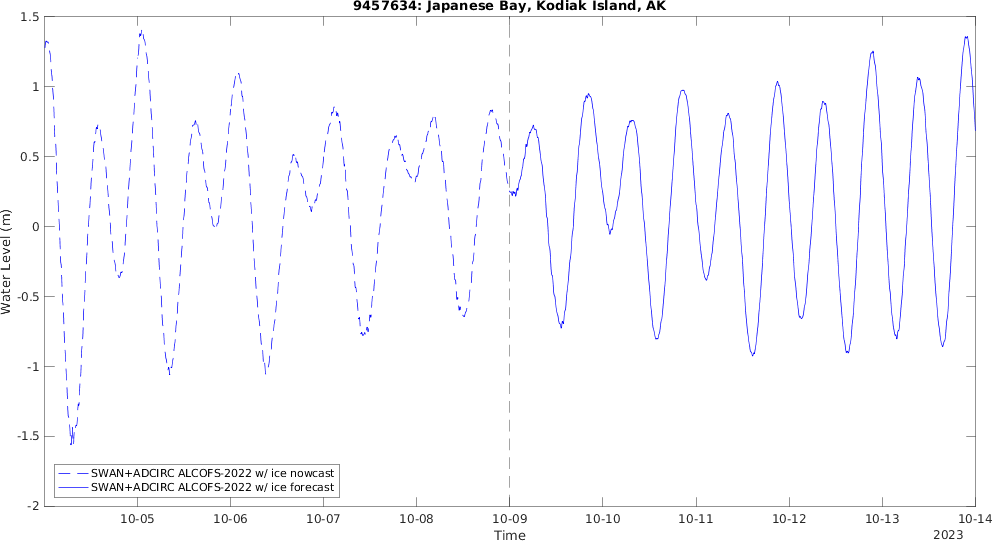 9457634: Japanese Bay, Kodiak Island, AK
1.5
1
0.5
0
-0.5
-1
-1.5
-2
Water Level (m)
SWAN+ADCIRC ALCOFS-2022 w/ ice nowcast
SWAN+ADCIRC ALCOFS-2022 w/ ice forecast
10-05 10-06 10-07 10-08 10-09 10-10 10-11 10-12 10-13 10-14
Time
2023